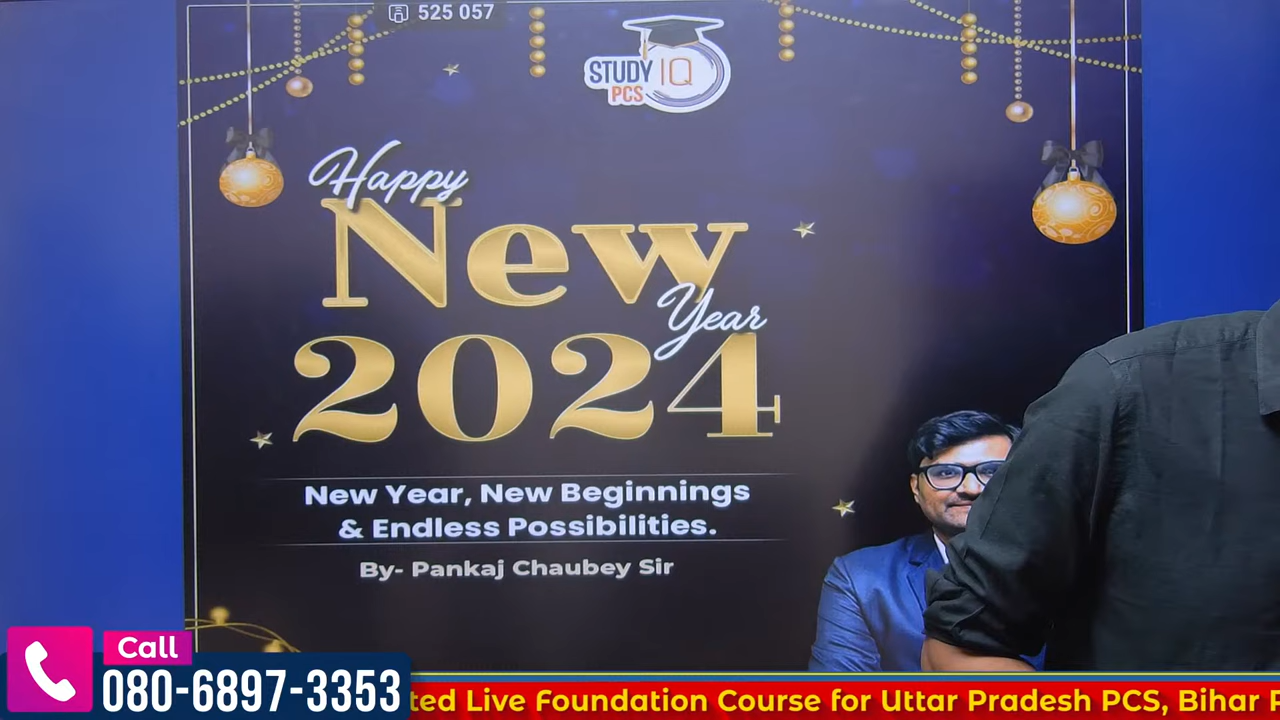 525 057
STUDY IQ
PCS
Happy
New
Year
2024
New Year, New Beginnings
& Endless Possibilities.
By- Pankaj Chaubey Sir
Call
080-6897-3353
ted Live Foundation Course for Uttar Pradesh PCS, Bihar